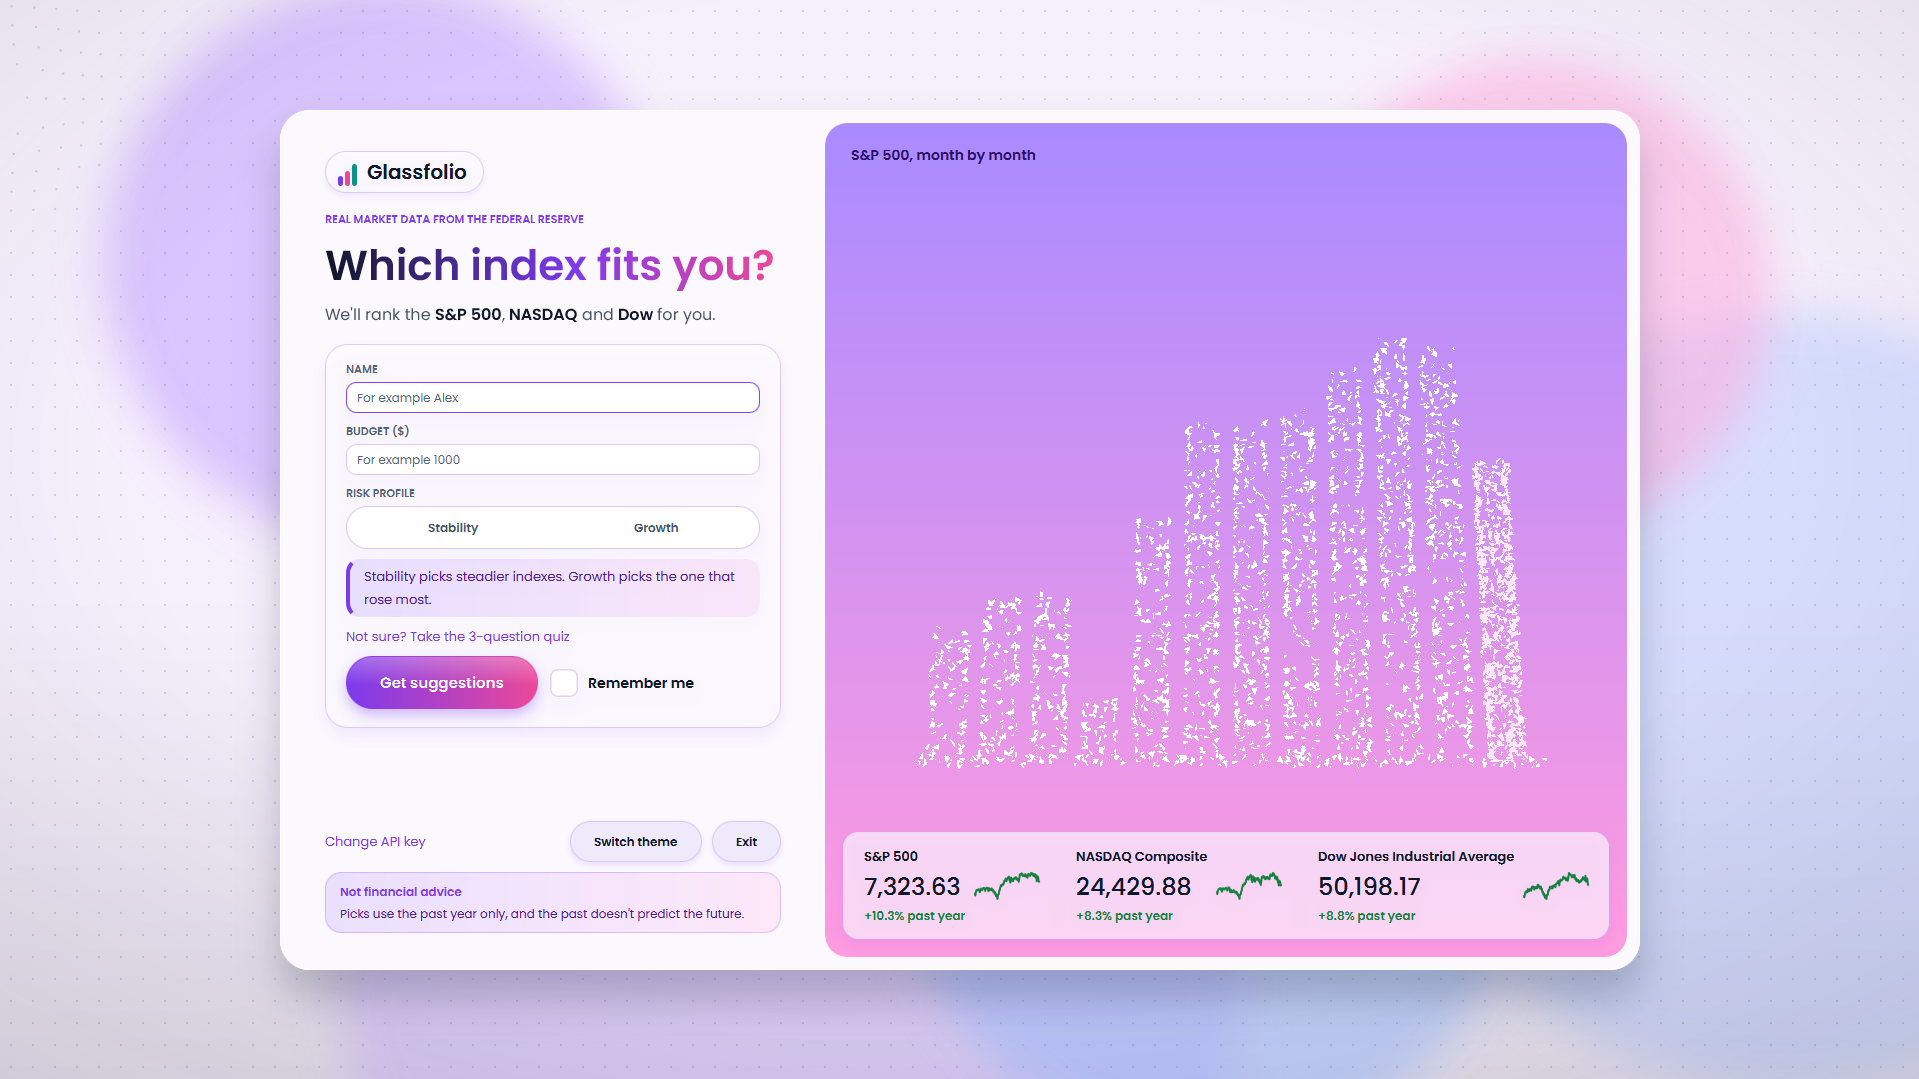 Glassfolio
REAL MARKET DATA FROM THE FEDERAL RESERVE
Which index fits you?
We'll rank the S&P 500, NASDAQ and Dow for you.
NAME
For example Alex
BUDGET ($)
For example 1000
RISK PROFILE
Stability
Growth
Stability picks steadier indexes. Growth picks the one that
rose most.
Not sure? Take the 3-question quiz
Get suggestions
Remember me
Change API key
Switch theme
Exit
Not financial advice
Picks use the past year only, and the past doesn't predict the future.
S&P 500, month by month
S&P 500
7,323.63
+10.3% past year
NASDAQ Composite
24,429.88
+8.3% past year
Dow Jones Industrial Average
50,198.17
+8.8% past year